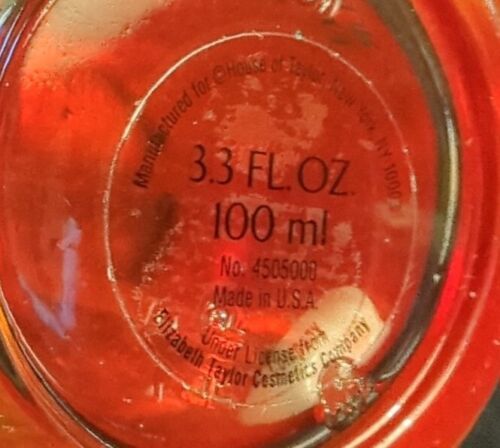 Manufactured for ©House of Taylor, New York, NY
3.3 FL. OZ.
100 ml
No. 4505000
Made in U.S.A.
Under License from
Elizabeth Taylor Cosmetics Company